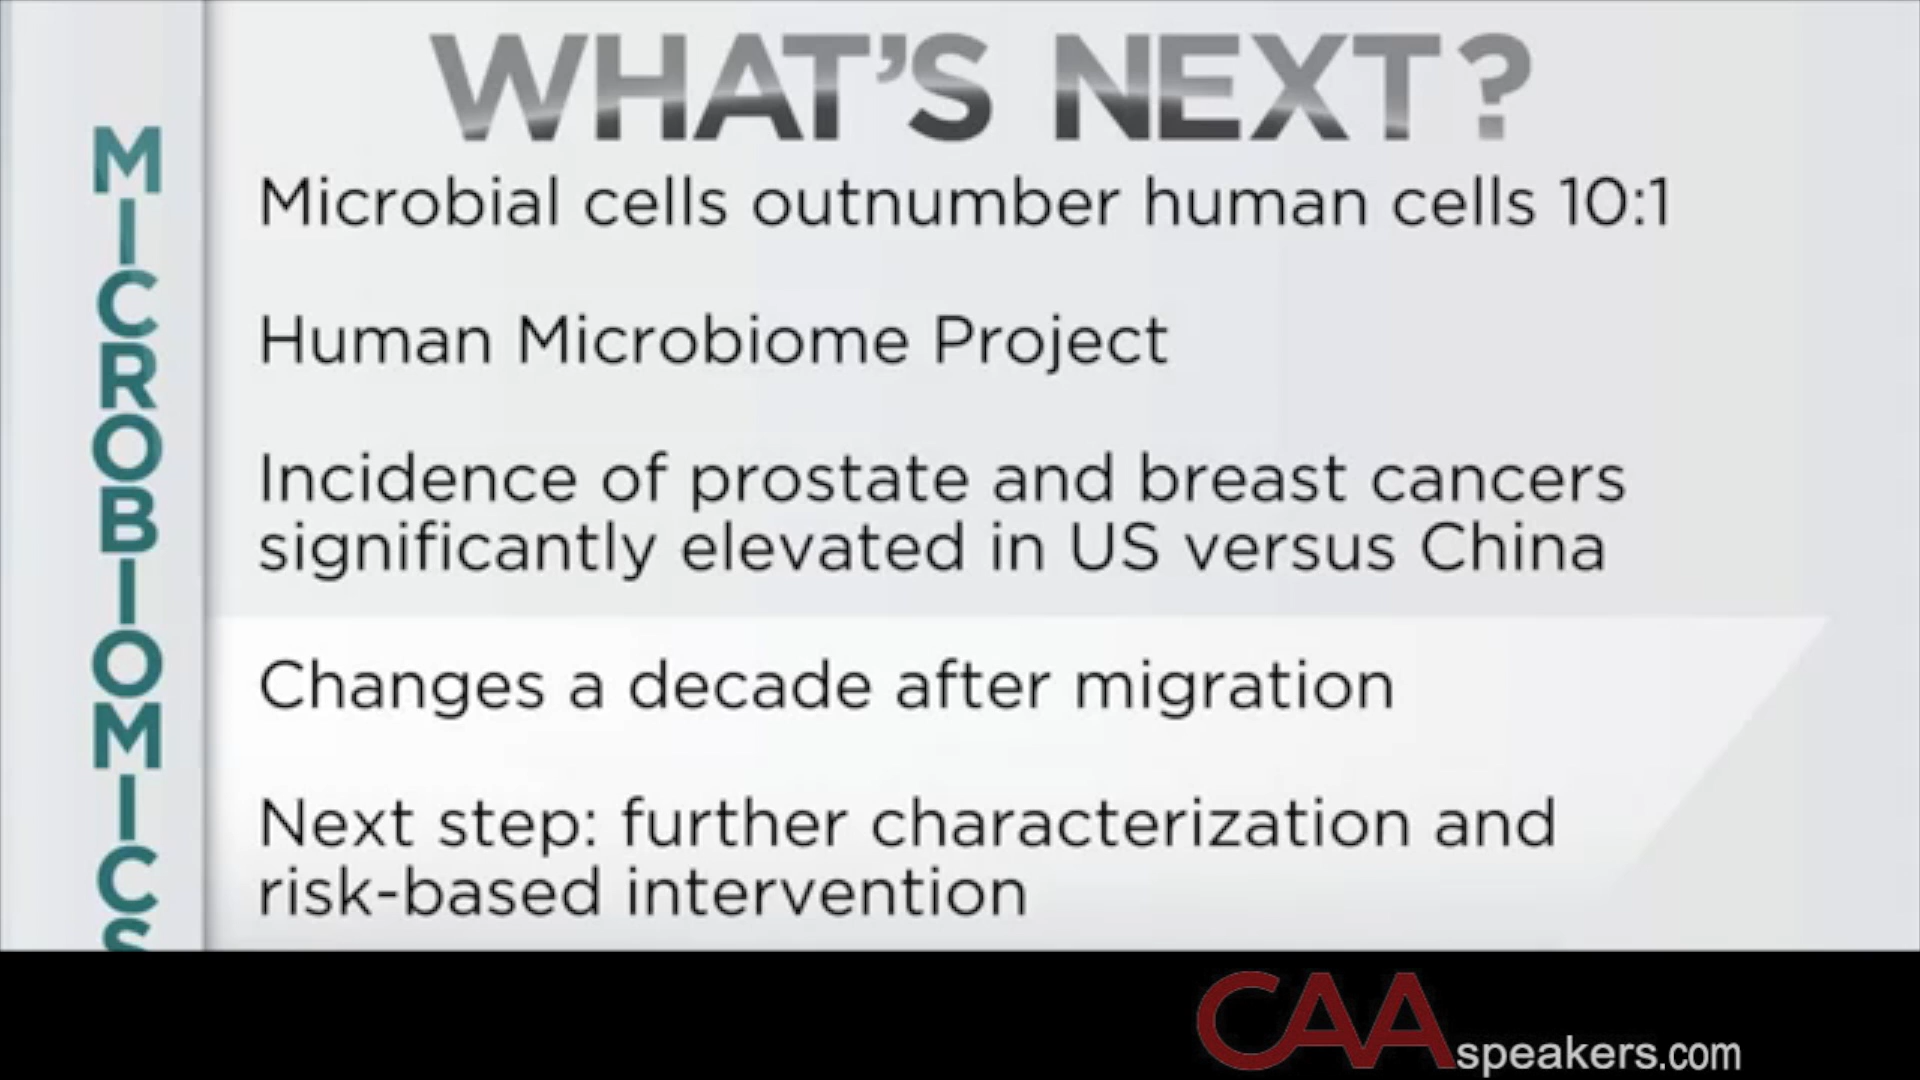 WHAT'S NEXT?
MICROBIOMICS
Microbial cells outnumber human cells 10:1
Human Microbiome Project
Incidence of prostate and breast cancers
significantly elevated in US versus China
Changes a decade after migration
Next step: further characterization and
risk-based intervention
CAAspeakers.com